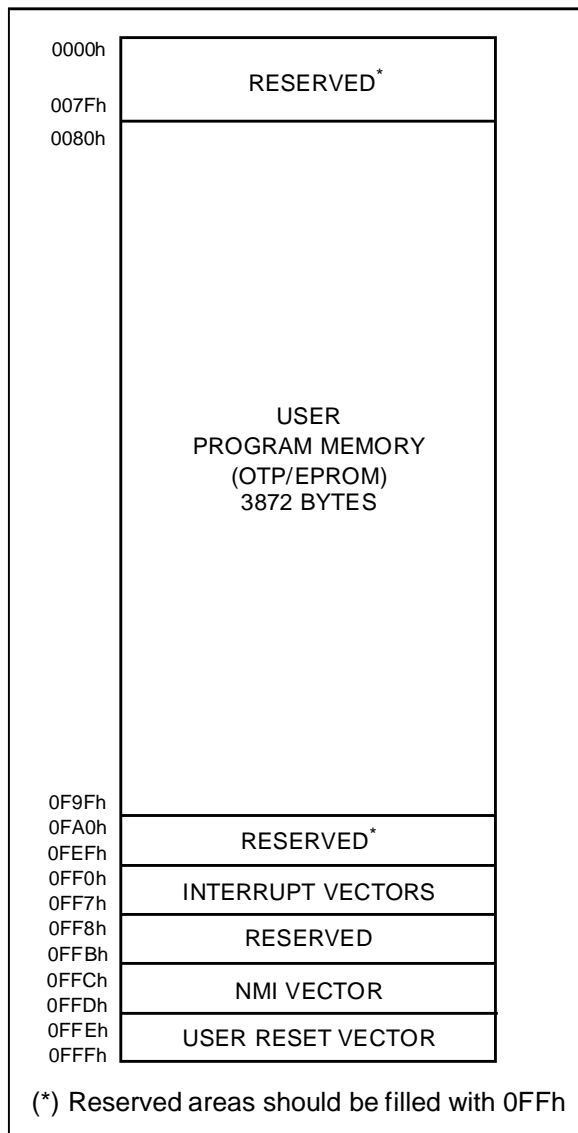 0000h
RESERVED*
007Fh
0080h
USER
PROGRAM MEMORY
(OTP/EPROM)
3872 BYTES
0F9Fh
0FA0h
RESERVED*
0FEFh
0FF0h
INTERRUPT VECTORS
0FF7h
0FF8h
RESERVED
0FFBh
0FFCh
NMI VECTOR
0FFDh
0FFEh
USER RESET VECTOR
0FFFh
(*) Reserved areas should be filled with 0FFh